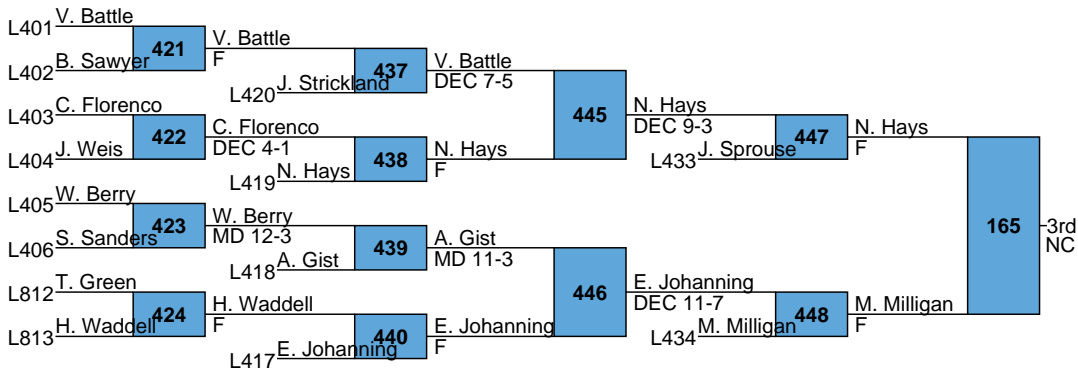 L401 V. Battle
L402 B. Sawyer
421
V. Battle
F
L420 J. Strickland
437
V. Battle
DEC 7-5
L403 C. Florenco
L404 J. Weis
422
C. Florenco
DEC 4-1
L419 N. Hays
438
N. Hays
F
445
N. Hays
DEC 9-3
L433 J. Sprouse
447
N. Hays
F
L405 W. Berry
L406 S. Sanders
423
W. Berry
MD 12-3
L418 A. Gist
439
A. Gist
MD 11-3
L812 T. Green
L813 H. Waddell
424
H. Waddell
F
L417 E. Johanning
440
E. Johanning
F
446
E. Johanning
DEC 11-7
L434 M. Milligan
448
M. Milligan
F
165
3rd
NC